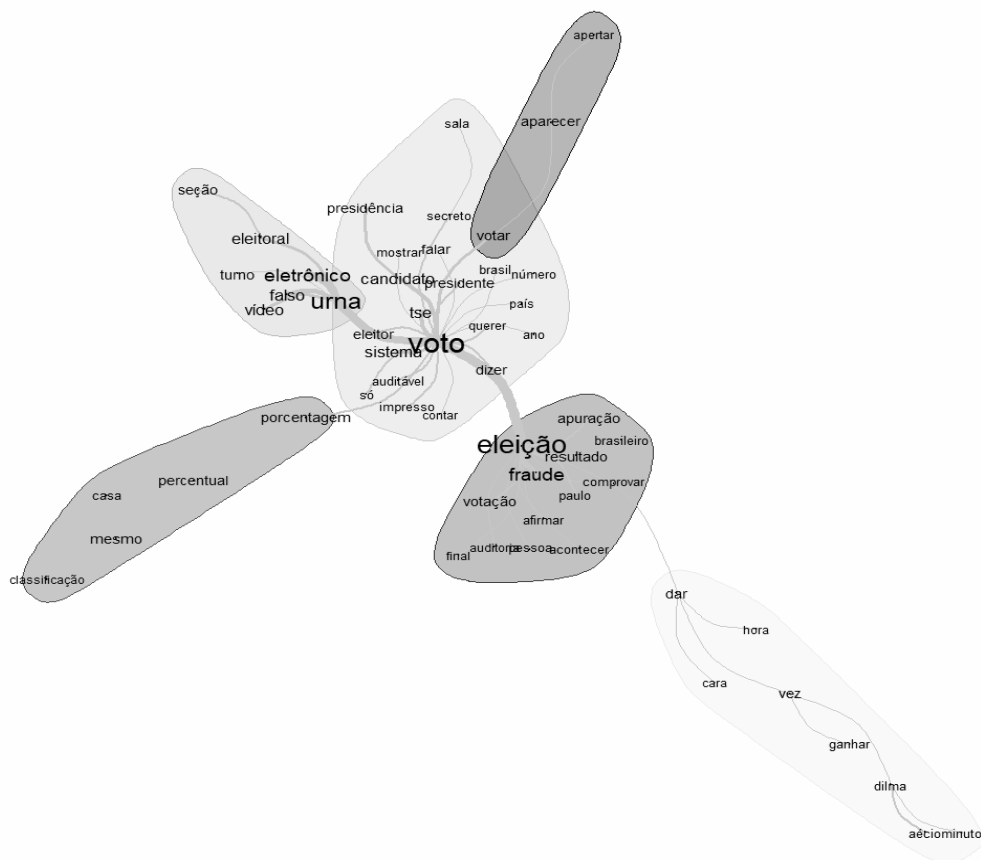 apertar
aparecer
sala
seção
presidência
secreto
votar
eleitoral
mostrar
falar
turno
eletrônico
candidato
presidente
brasil
número
falso
urna
vídeo
tse
país
querer
ano
eleitor
voto
sistema
dizer
auditável
só
impresso
contar
porcentagem
apuração
eleição
brasileiro
resultado
fraude
percentual
comprovar
casa
votação
paulo
afirmar
mesmo
final
auditoria
pessoa
acontecer
classificação
dar
hora
cara
vez
ganhar
dilma
aécio
minuto